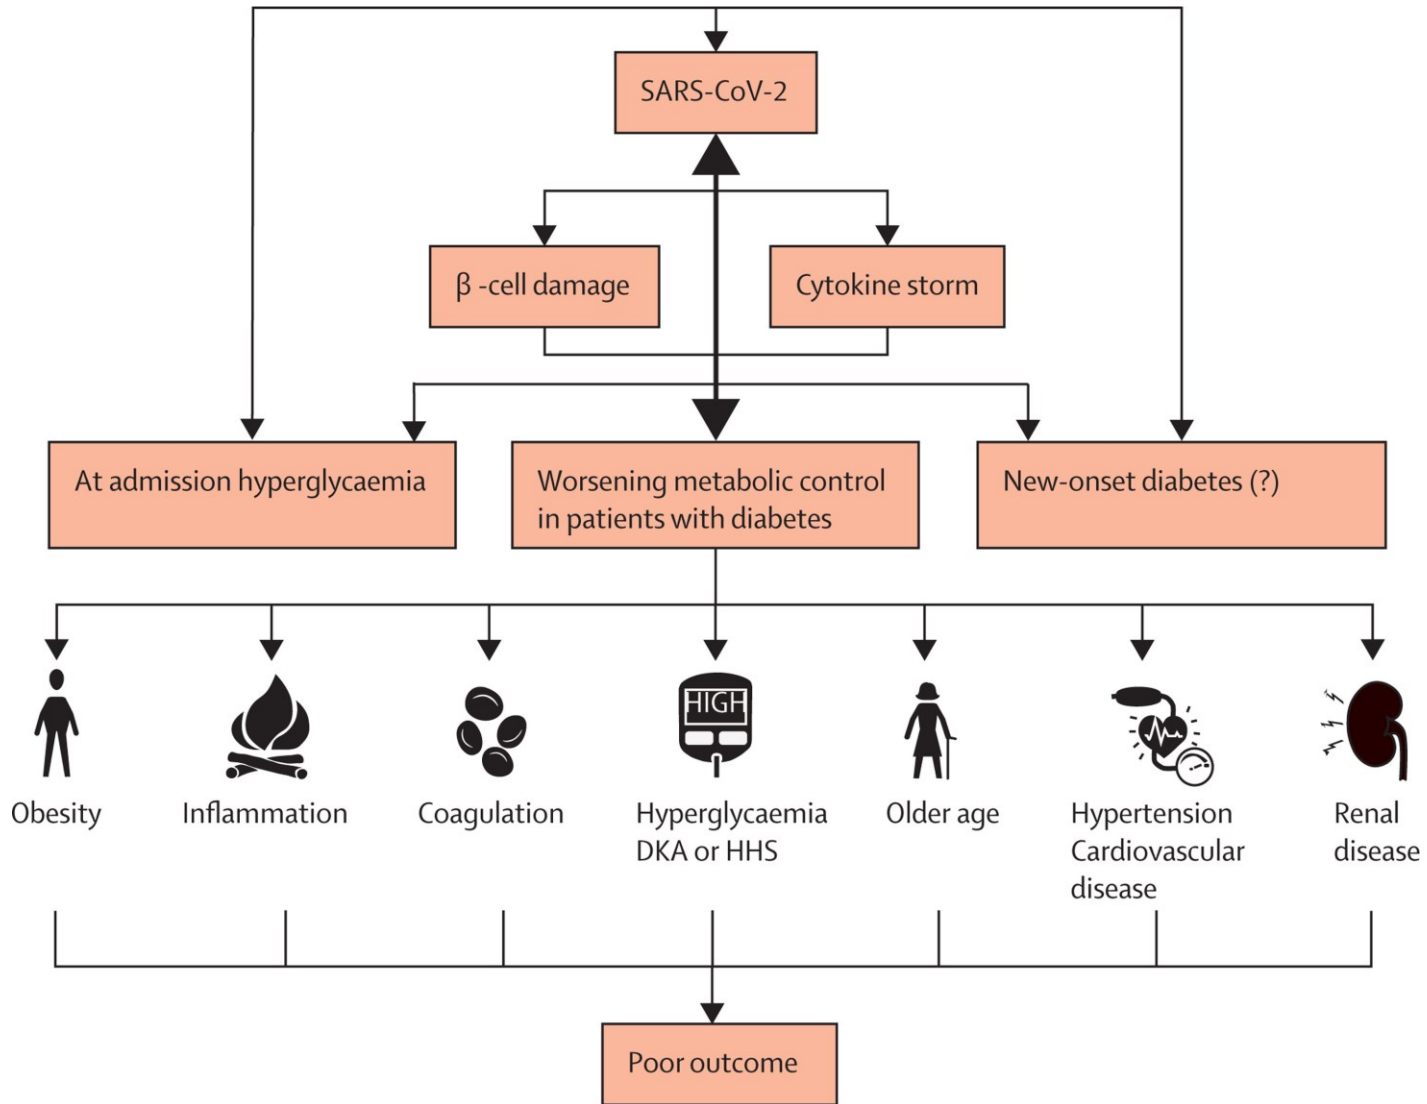 SARS-CoV-2
β -cell damage
Cytokine storm
At admission hyperglycaemia
Worsening metabolic control
in patients with diabetes
New-onset diabetes (?)
HIGH
Obesity
Inflammation
Coagulation
Hyperglycaemia
DKA or HHS
Older age
Hypertension
Cardiovascular
disease
Renal
disease
Poor outcome